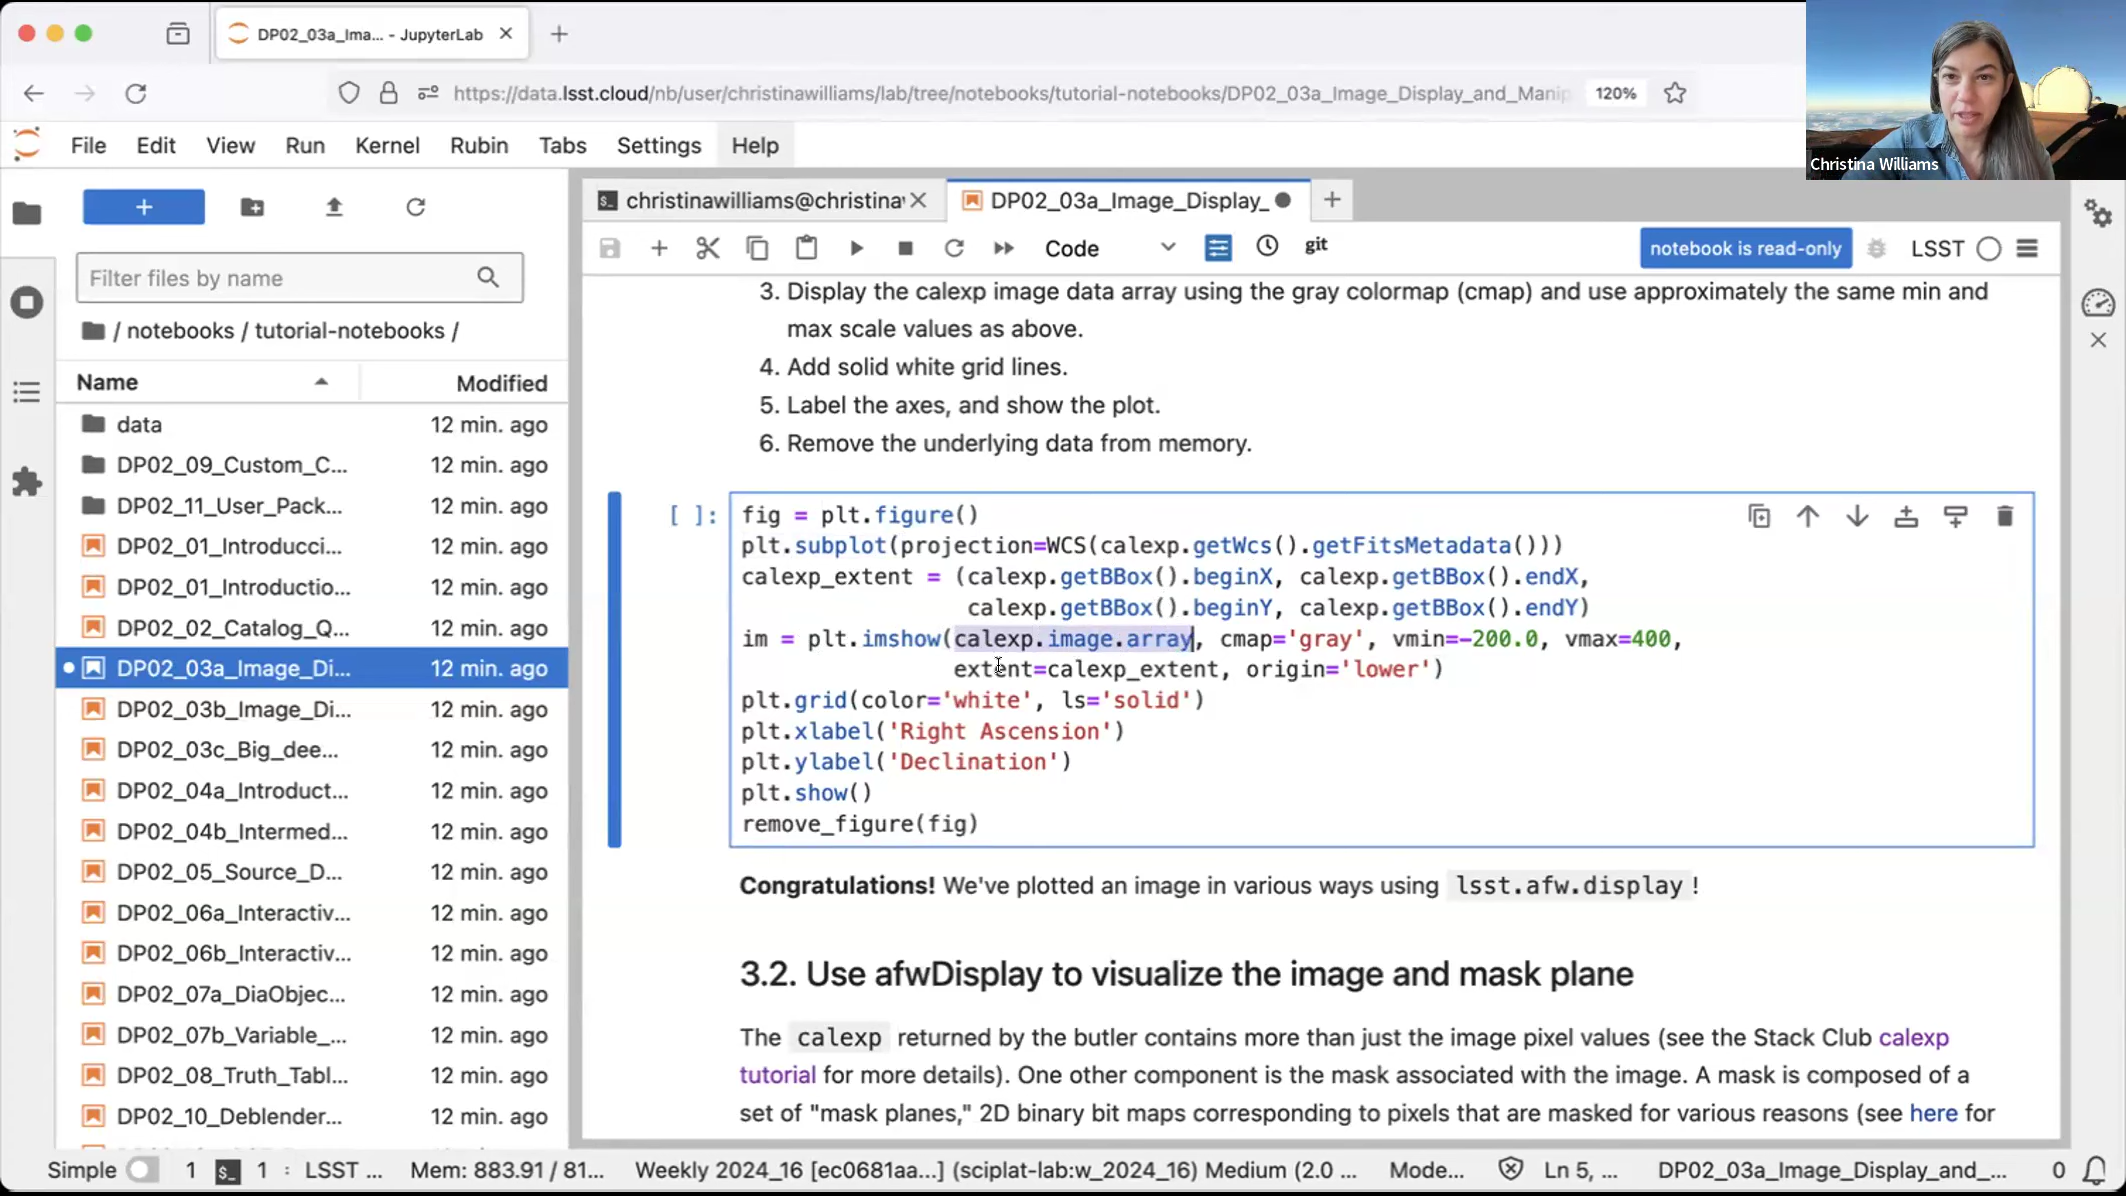 DP02_03a_Ima... - JupyterLab
https://data.lsst.cloud/nb/user/christinawilliams/lab/tree/notebooks/tutorial-notebooks/DP02_03a_Image_Display_and_Manip
120%
Christina Williams
File Edit View Run Kernel Rubin Tabs Settings Help
christinawilliams@christina
DP02_03a_Image_Display_
Filter files by name
Code
git
notebook is read-only
LSST
/ notebooks / tutorial-notebooks /
Name Modified
data 12 min. ago
DP02_09_Custom_C... 12 min. ago
DP02_11_User_Pack... 12 min. ago
DP02_01_Introducci... 12 min. ago
DP02_01_Introductio... 12 min. ago
DP02_02_Catalog_Q... 12 min. ago
DP02_03a_Image_Di... 12 min. ago
DP02_03b_Image_Di... 12 min. ago
DP02_03c_Big_dee... 12 min. ago
DP02_04a_Introduct... 12 min. ago
DP02_04b_Intermed... 12 min. ago
DP02_05_Source_D... 12 min. ago
DP02_06a_Interactiv... 12 min. ago
DP02_06b_Interactiv... 12 min. ago
DP02_07a_DiaObjec... 12 min. ago
DP02_07b_Variable_... 12 min. ago
DP02_08_Truth_Tabl... 12 min. ago
DP02_10_Deblender... 12 min. ago
3. Display the calexp image data array using the gray colormap (cmap) and use approximately the same min and
max scale values as above.
4. Add solid white grid lines.
5. Label the axes, and show the plot.
6. Remove the underlying data from memory.
[ ]: fig = plt.figure()
plt.subplot(projection=WCS(calexp.getWcs().getFitsMetadata()))
calexp_extent = (calexp.getBBox().beginX, calexp.getBBox().endX,
calexp.getBBox().beginY, calexp.getBBox().endY)
im = plt.imshow(calexp.image.array, cmap='gray', vmin=-200.0, vmax=400,
extent=calexp_extent, origin='lower')
plt.grid(color='white', ls='solid')
plt.xlabel('Right Ascension')
plt.ylabel('Declination')
plt.show()
remove_figure(fig)
Congratulations! We've plotted an image in various ways using lsst.afw.display!
3.2. Use afwDisplay to visualize the image and mask plane
The calexp returned by the butler contains more than just the image pixel values (see the Stack Club calexp
tutorial for more details). One other component is the mask associated with the image. A mask is composed of a
set of "mask planes," 2D binary bit maps corresponding to pixels that are masked for various reasons (see here for
Simple 1 1 : LSST ... Mem: 883.91 / 81... Weekly 2024_16 [ec0681aa...] (sciplat-lab:w_2024_16) Medium (2.0 ... Mode... Ln 5, ... DP02_03a_Image_Display_and_... 0